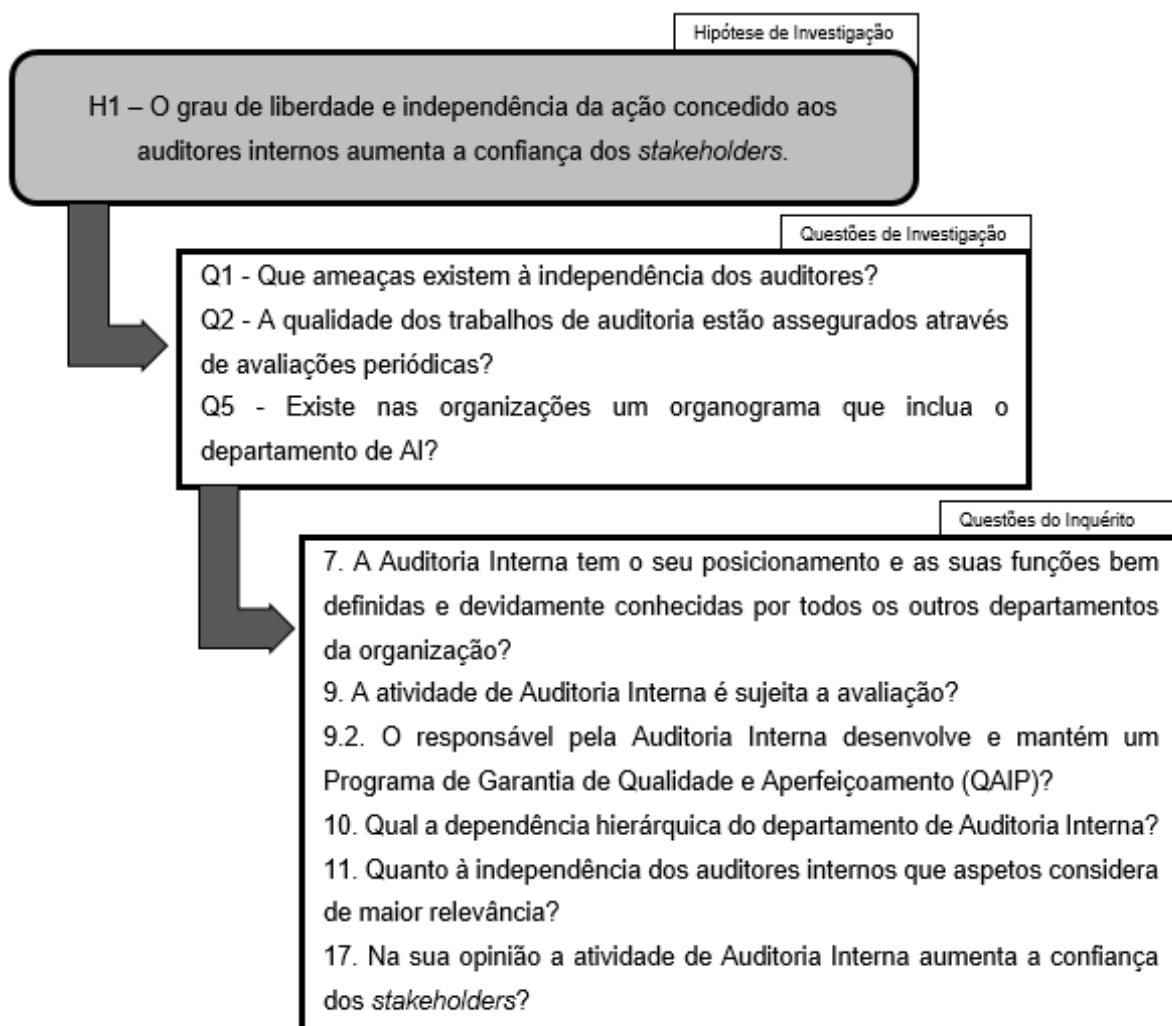 Hipótese de Investigação
H1 – O grau de liberdade e independência da ação concedido aos
auditores internos aumenta a confiança dos stakeholders.
Questões de Investigação
Q1 - Que ameaças existem à independência dos auditores?
Q2 - A qualidade dos trabalhos de auditoria estão assegurados através
de avaliações periódicas?
Q5 - Existe nas organizações um organograma que inclua o
departamento de AI?
Questões do Inquérito
7. A Auditoria Interna tem o seu posicionamento e as suas funções bem
definidas e devidamente conhecidas por todos os outros departamentos
da organização?
9. A atividade de Auditoria Interna é sujeita a avaliação?
9.2. O responsável pela Auditoria Interna desenvolve e mantém um
Programa de Garantia de Qualidade e Aperfeiçoamento (QAIP)?
10. Qual a dependência hierárquica do departamento de Auditoria Interna?
11. Quanto à independência dos auditores internos que aspetos considera
de maior relevância?
17. Na sua opinião a atividade de Auditoria Interna aumenta a confiança
dos stakeholders?